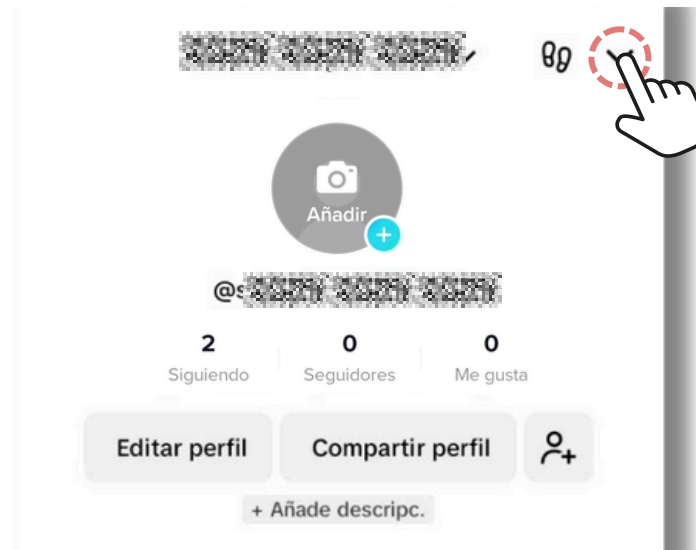 Añadir
@s
2 0 0
Siguiendo Seguidores Me gusta
Editar perfil Compartir perfil
+ Añade descripc.